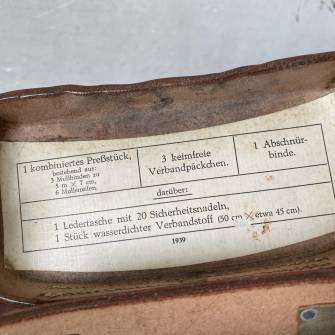 1 kombiniertes Preßstück,
bestehend aus:
3 Mullbinden zu
5 m × 7 cm,
6 Mullstreifen.
3 keimfreie
Verbandpäckchen.
1 Abschnür-
binde.
darüber:
1 Ledertasche mit 20 Sicherheitsnadeln,
1 Stück wasserdichter Verbandstoff (50 cm × etwa 45 cm).
1939